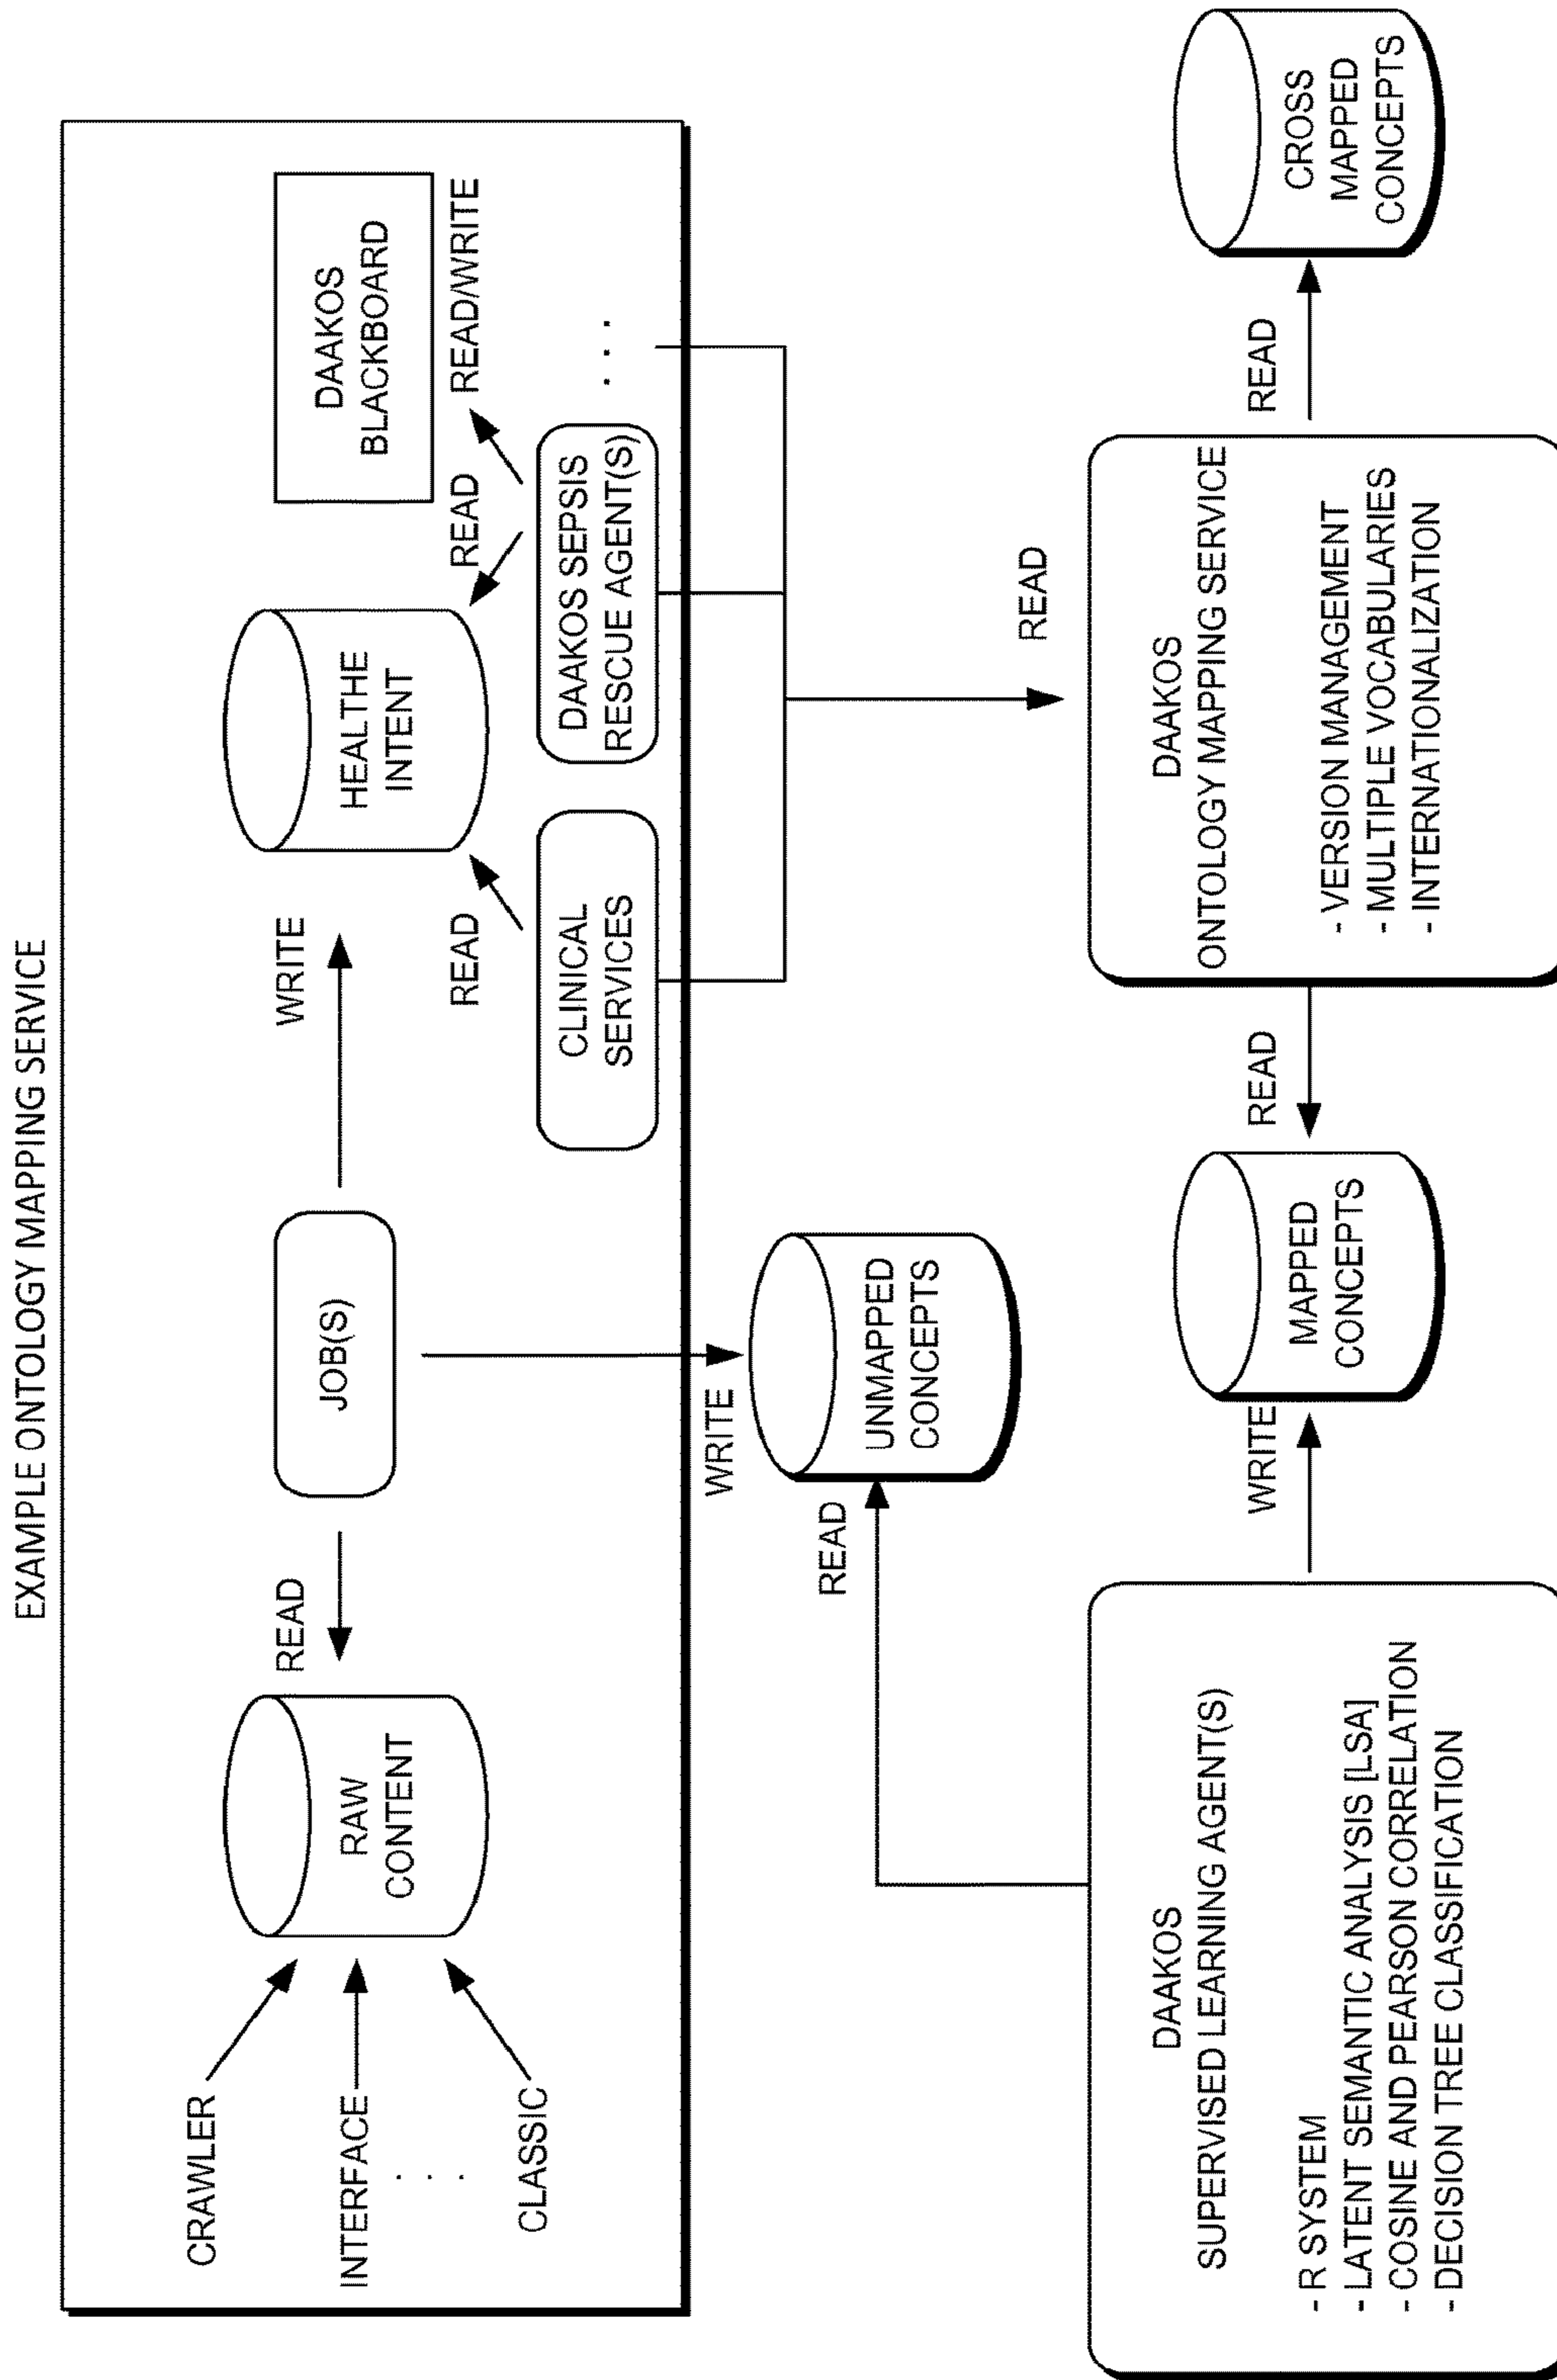 EXAMPLE ONTOLOGY MAPPING SERVICE
CRAWLER
INTERFACE
. . .
CLASSIC
RAW
CONTENT
READ
JOB(S)
WRITE
HEALTHE
INTENT
DAAKOS
BLACKBOARD
READ
READ
READ/WRITE
CLINICAL
SERVICES
DAAKOS SEPSIS
RESCUE AGENT(S)
. . .
WRITE
READ
UNMAPPED
CONCEPTS
READ
DAAKOS
SUPERVISED LEARNING AGENT(S)
- R SYSTEM
- LATENT SEMANTIC ANALYSIS [LSA]
- COSINE AND PEARSON CORRELATION
- DECISION TREE CLASSIFICATION
WRITE
MAPPED
CONCEPTS
READ
DAAKOS
ONTOLOGY MAPPING SERVICE
- VERSION MANAGEMENT
- MULTIPLE VOCABULARIES
- INTERNATIONALIZATION
READ
CROSS
MAPPED
CONCEPTS